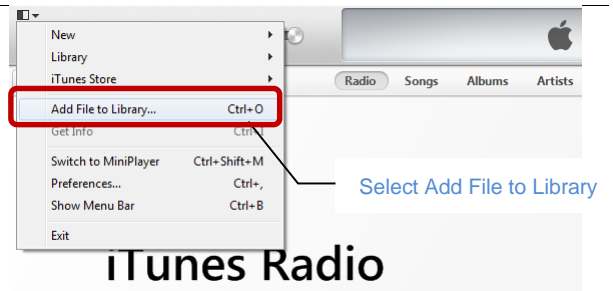 New
Library
iTunes Store
Radio Songs Albums Artists
Add File to Library... Ctrl+O
Get Info Ctrl+I
Switch to MiniPlayer Ctrl+Shift+M
Preferences... Ctrl+,
Show Menu Bar Ctrl+B
Exit
Select Add File to Library
iTunes Radio